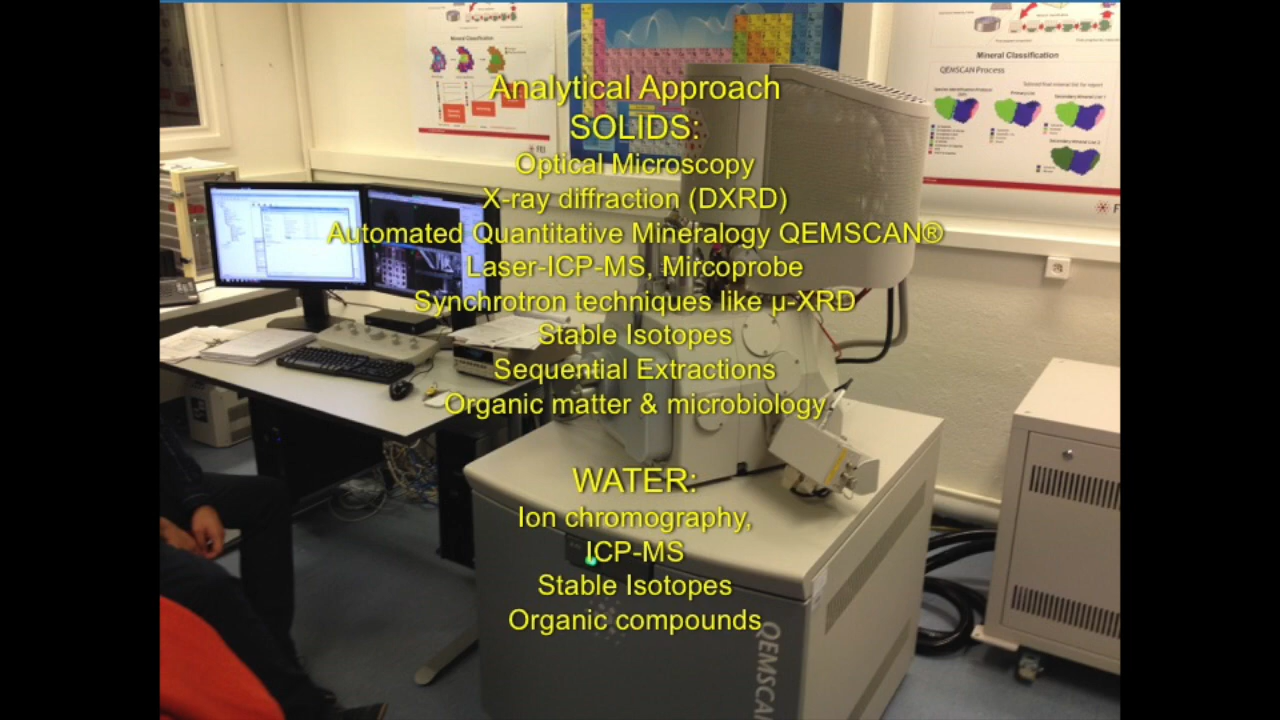 Mineral Classification
Mineral Classification
QEMSCAN Process
Analytical Approach
SOLIDS:
Optical Microscopy
X-ray diffraction (DXRD)
Automated Quantitative Mineralogy QEMSCAN®
Laser-ICP-MS, Mircoprobe
Synchrotron techniques like µ-XRD
Stable Isotopes
Sequential Extractions
Organic matter & microbiology
WATER:
Ion chromography,
ICP-MS
Stable Isotopes
Organic compounds
QEMSCA